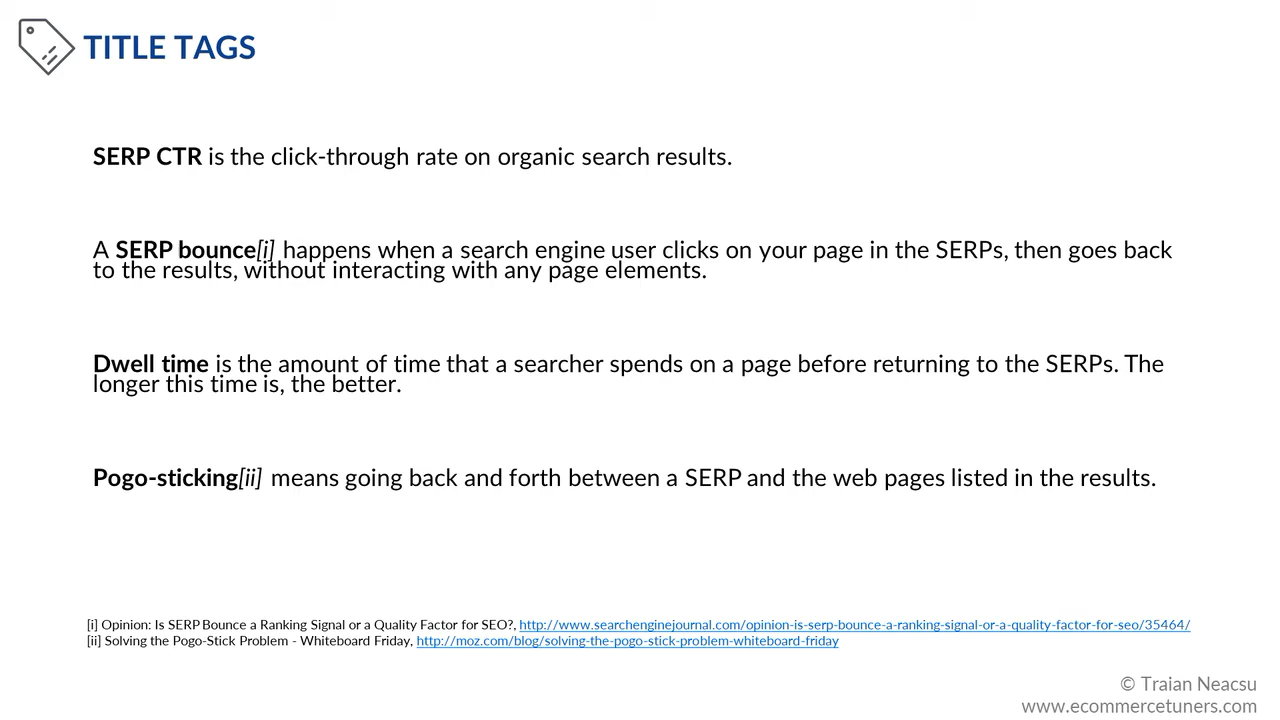 TITLE TAGS
SERP CTR is the click-through rate on organic search results.
A SERP bounce[i] happens when a search engine user clicks on your page in the SERPs, then goes back
to the results, without interacting with any page elements.
Dwell time is the amount of time that a searcher spends on a page before returning to the SERPs. The
longer this time is, the better.
Pogo-sticking[ii] means going back and forth between a SERP and the web pages listed in the results.
[i] Opinion: Is SERP Bounce a Ranking Signal or a Quality Factor for SEO?, http://www.searchenginejournal.com/opinion-is-serp-bounce-a-ranking-signal-or-a-quality-factor-for-seo/35464/
[ii] Solving the Pogo-Stick Problem - Whiteboard Friday, http://moz.com/blog/solving-the-pogo-stick-problem-whiteboard-friday
© Traian Neacsu
www.ecommercetuners.com